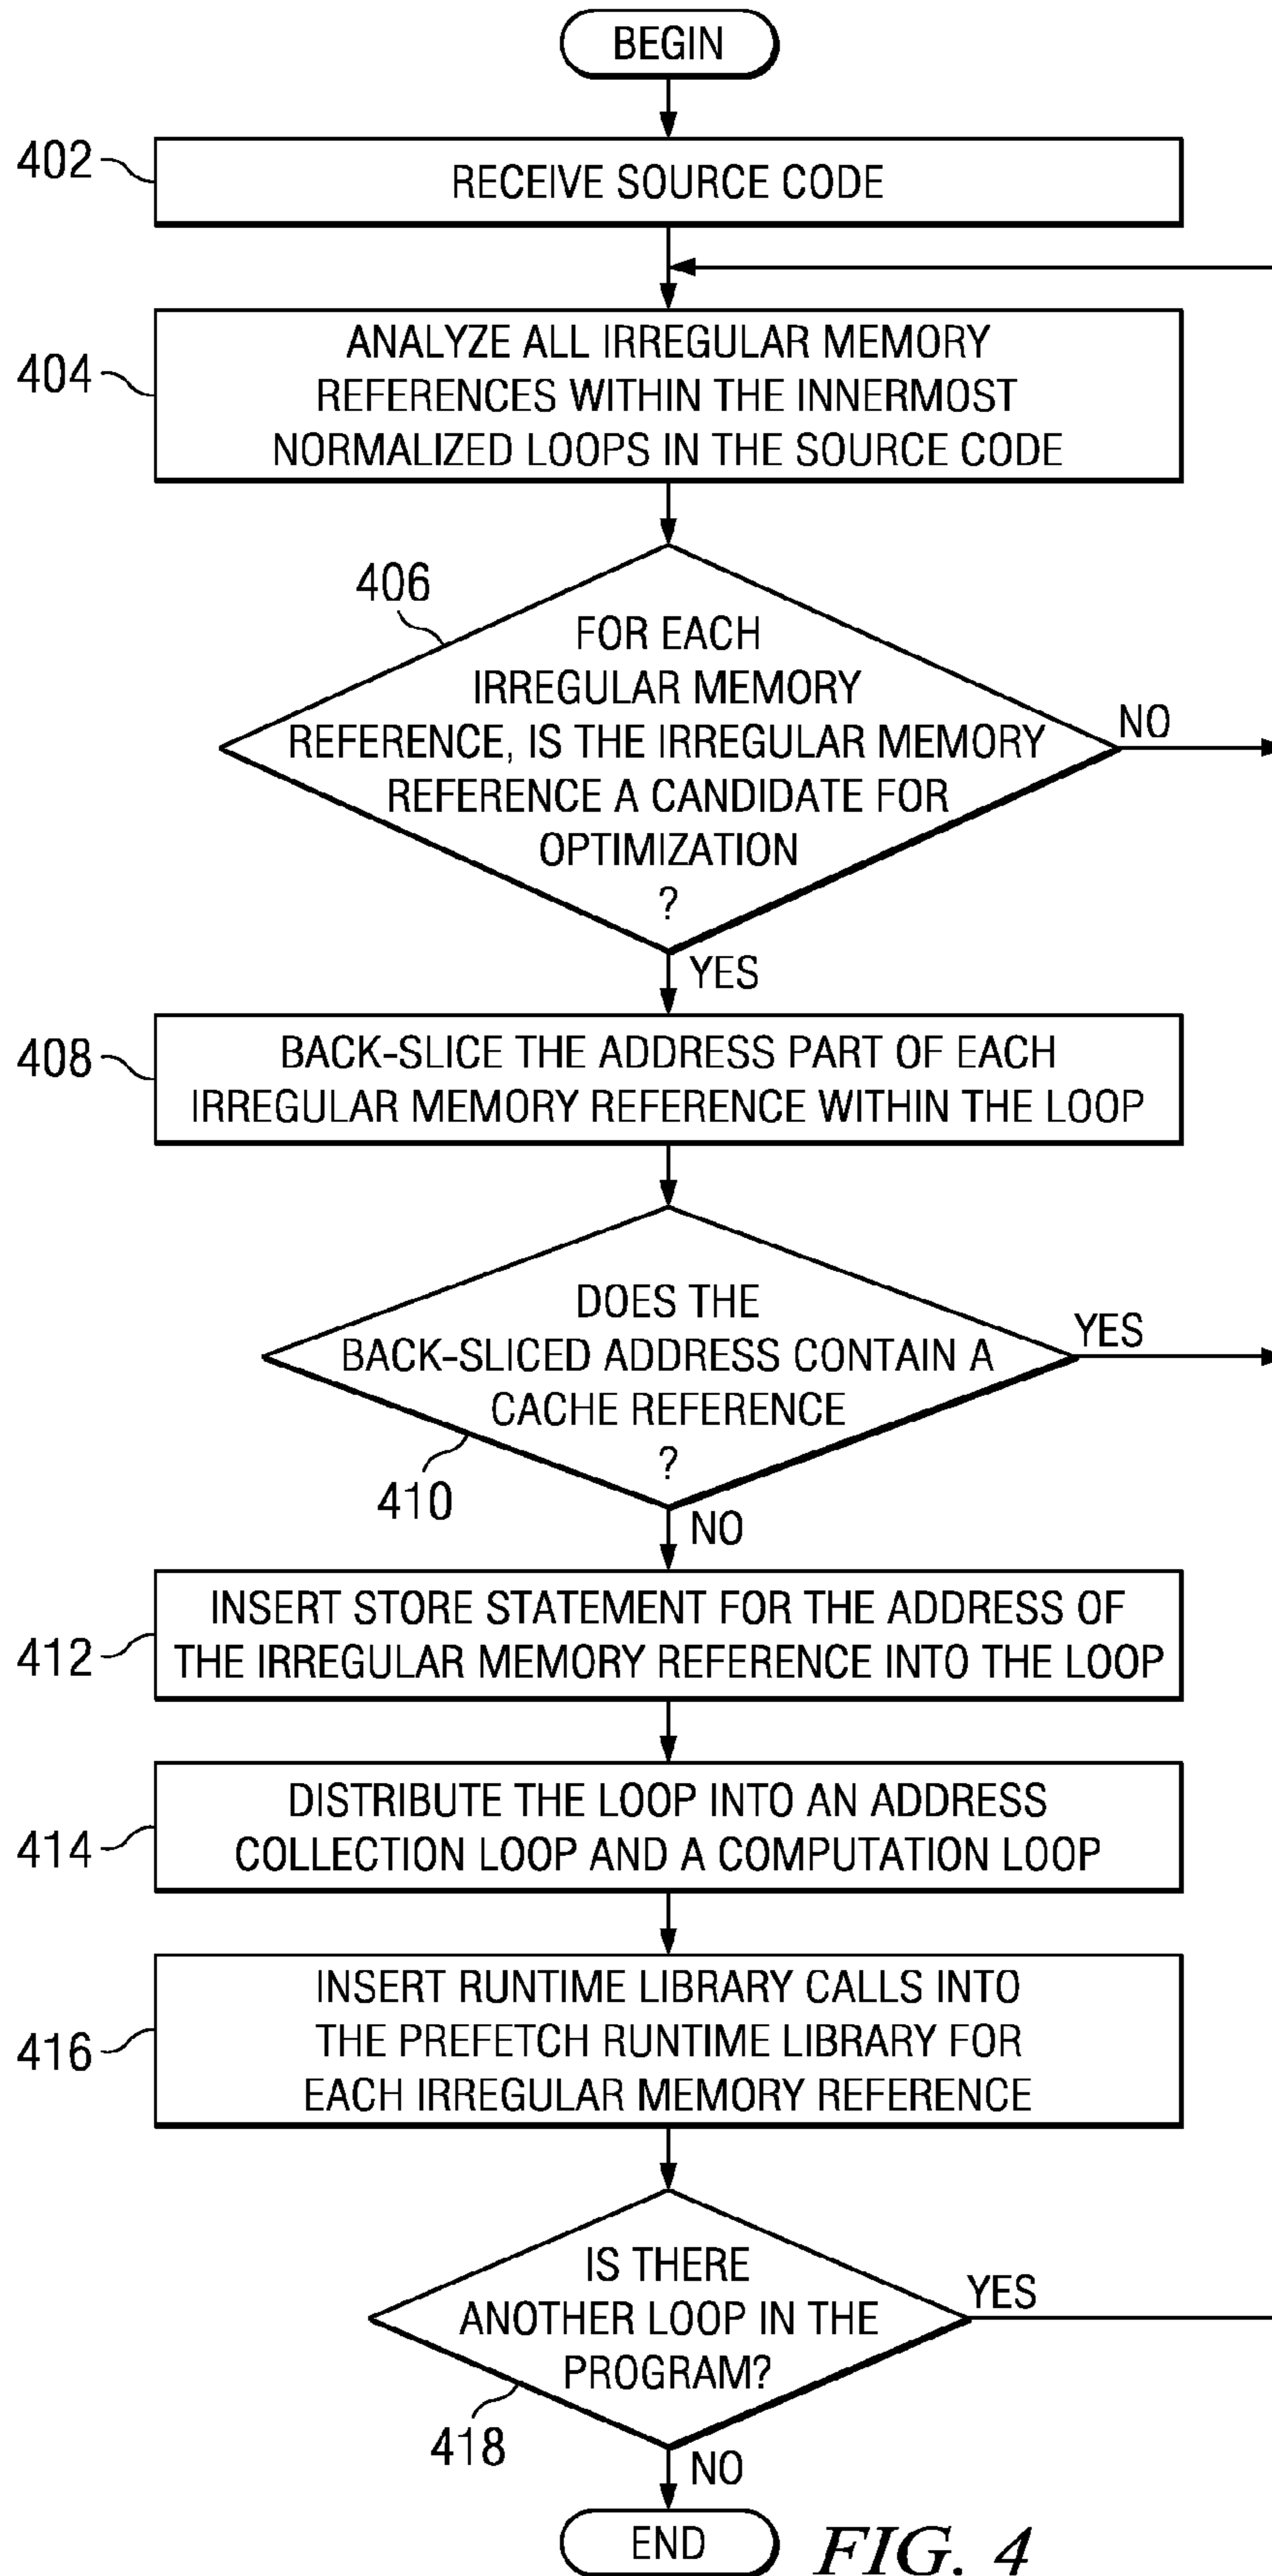 BEGIN
402
RECEIVE SOURCE CODE
404
ANALYZE ALL IRREGULAR MEMORY
REFERENCES WITHIN THE INNERMOST
NORMALIZED LOOPS IN THE SOURCE CODE
406
FOR EACH
IRREGULAR MEMORY
REFERENCE, IS THE IRREGULAR MEMORY
REFERENCE A CANDIDATE FOR
OPTIMIZATION
?
NO
YES
408
BACK-SLICE THE ADDRESS PART OF EACH
IRREGULAR MEMORY REFERENCE WITHIN THE LOOP
DOES THE
BACK-SLICED ADDRESS CONTAIN A
CACHE REFERENCE
?
YES
410
NO
412
INSERT STORE STATEMENT FOR THE ADDRESS OF
THE IRREGULAR MEMORY REFERENCE INTO THE LOOP
414
DISTRIBUTE THE LOOP INTO AN ADDRESS
COLLECTION LOOP AND A COMPUTATION LOOP
416
INSERT RUNTIME LIBRARY CALLS INTO
THE PREFETCH RUNTIME LIBRARY FOR
EACH IRREGULAR MEMORY REFERENCE
IS THERE
ANOTHER LOOP IN THE
PROGRAM?
YES
418
NO
END
FIG. 4